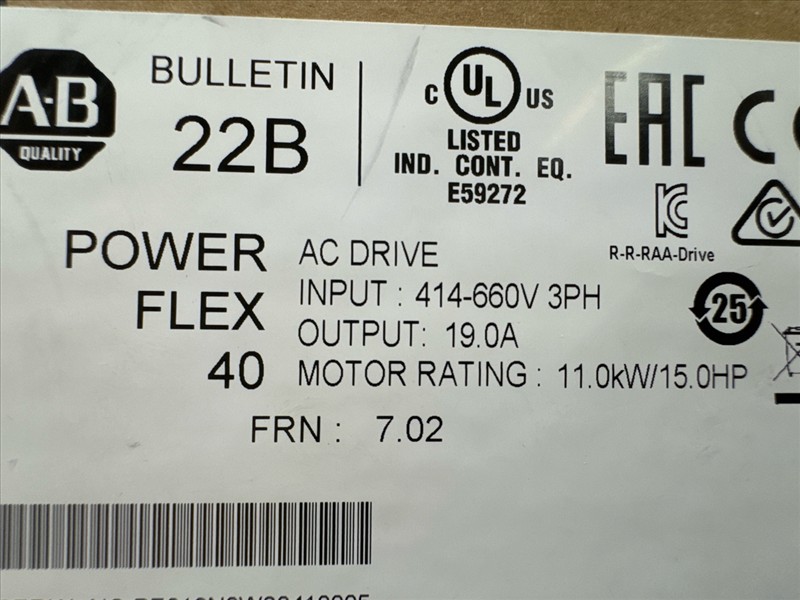 A-B
QUALITY
BULLETIN
22B
C UL US
LISTED
IND. CONT. EQ.
E59272
EAC
C
R-R-RAA-Drive
25
POWER
FLEX
40
AC DRIVE
INPUT : 414-660V 3PH
OUTPUT: 19.0A
MOTOR RATING : 11.0kW/15.0HP
FRN : 7.02